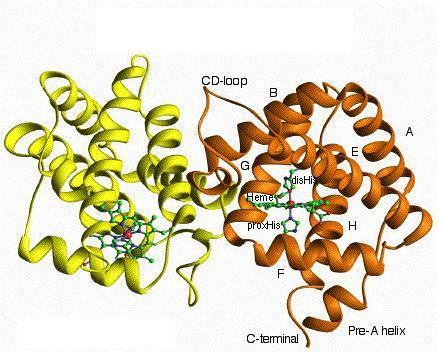 CD-loop
B
A
G
E
disHis
Heme
proxHis
H
F
Pre-A helix
C-terminal